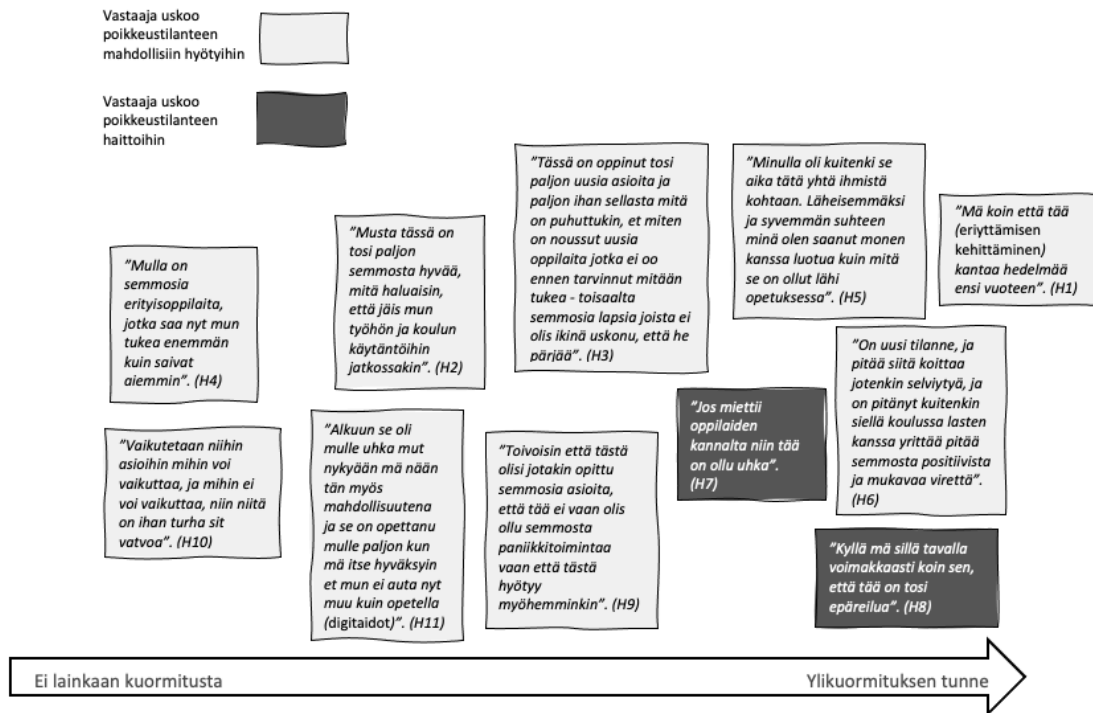 Vastaaja uskoo
poikkeustilanteen
mahdollisiin hyötyihin
Vastaaja uskoo
poikkeustilanteen
haittoihin
”Mulla on
semmosia
erityisoppilaita,
jotka saa nyt mun
tukea enemmän
kuin saivat
aiemmin”. (H4)
”Musta tässä on
tosi paljon
semmosta hyvää,
mitä haluaisin,
että jäis mun
työhön ja koulun
käytäntöihin
jatkossakin”. (H2)
”Tässä on oppinut tosi
paljon uusia asioita ja
paljon ihan sellasta mitä
on puhuttukin, et miten
on noussut uusia
oppilaita jotka ei oo
ennen tarvinnut mitään
tukea - toisaalta
semmosia lapsia joista ei
olis ikinä uskonu, että he
pärjää”. (H3)
”Minulla oli kuitenki se
aika tätä yhtä ihmistä
kohtaan. Läheisemmäksi
ja syvemmän suhteen
minä olen saanut monen
kanssa luotua kuin mitä
se on ollut lähi
opetuksessa”. (H5)
”Mä koin että tää
(eriyttämisen
kehittäminen)
kantaa hedelmää
ensi vuoteen”. (H1)
”Vaikutetaan niihin
asioihin mihin voi
vaikuttaa, ja mihin ei
voi vaikuttaa, niin niitä
on ihan turha sit
vatvoa”. (H10)
”Alkuun se oli
mulle uhka mut
nykyään mä nään
tän myös
mahdollisuutena
ja se on opettanu
mulle paljon kun
mä itse hyväksyin
et mun ei auta nyt
muu kuin opetella
(digitaidot)”. (H11)
”Toivoisin että tästä
olisi jotakin opittu
semmosia asioita,
että tää ei vaan olis
ollu semmosta
paniikkitoimintaa
vaan että tästä
hyötyy
myöhemminkin”. (H9)
”Jos miettii
oppilaiden
kannalta niin tää
on ollu uhka”.
(H7)
”On uusi tilanne, ja
pitää siitä koittaa
jotenkin selviytyä, ja
on pitänyt kuitenkin
siellä koulussa lasten
kanssa yrittää pitää
semmosta positiivista
ja mukavaa virettä”.
(H6)
”Kyllä mä sillä tavalla
voimakkaasti koin sen,
että tää on tosi
epäreilua”. (H8)
Ei lainkaan kuormitusta
Ylikuormituksen tunne